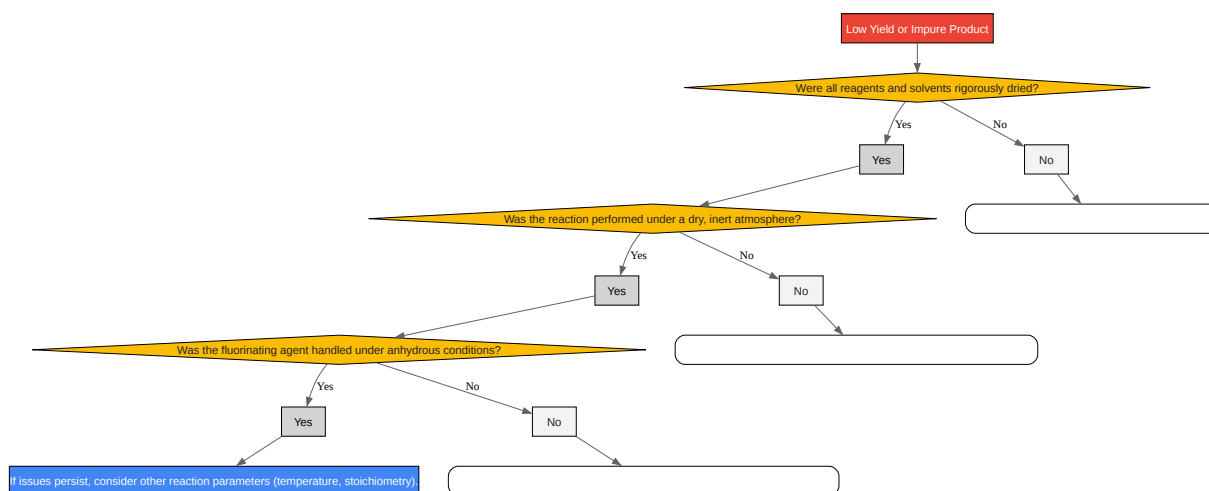 Low Yield or Impure Product
Were all reagents and solvents rigorously dried?
Yes
No
Yes
No
Was the reaction performed under a dry, inert atmosphere?
Yes
No
Yes
No
Was the fluorinating agent handled under anhydrous conditions?
Yes
No
Yes
No
If issues persist, consider other reaction parameters (temperature, stoichiometry).